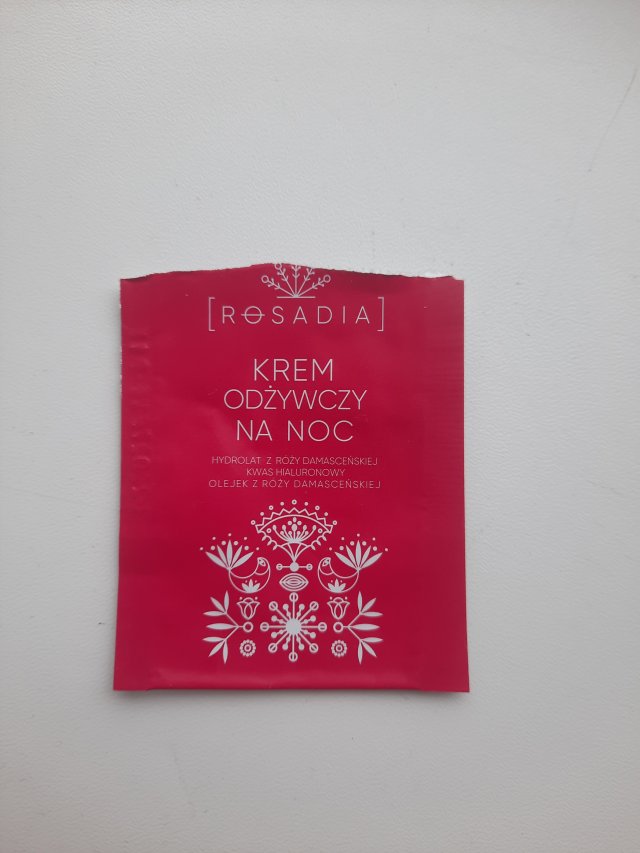 [ROSADIA]
KREM
ODŻYWCZY
NA NOC
HYDROLAT Z RÓŻY DAMASCEŃSKIEJ
KWAS HIALURONOWY
OLEJEK Z RÓŻY DAMASCEŃSKIEJ